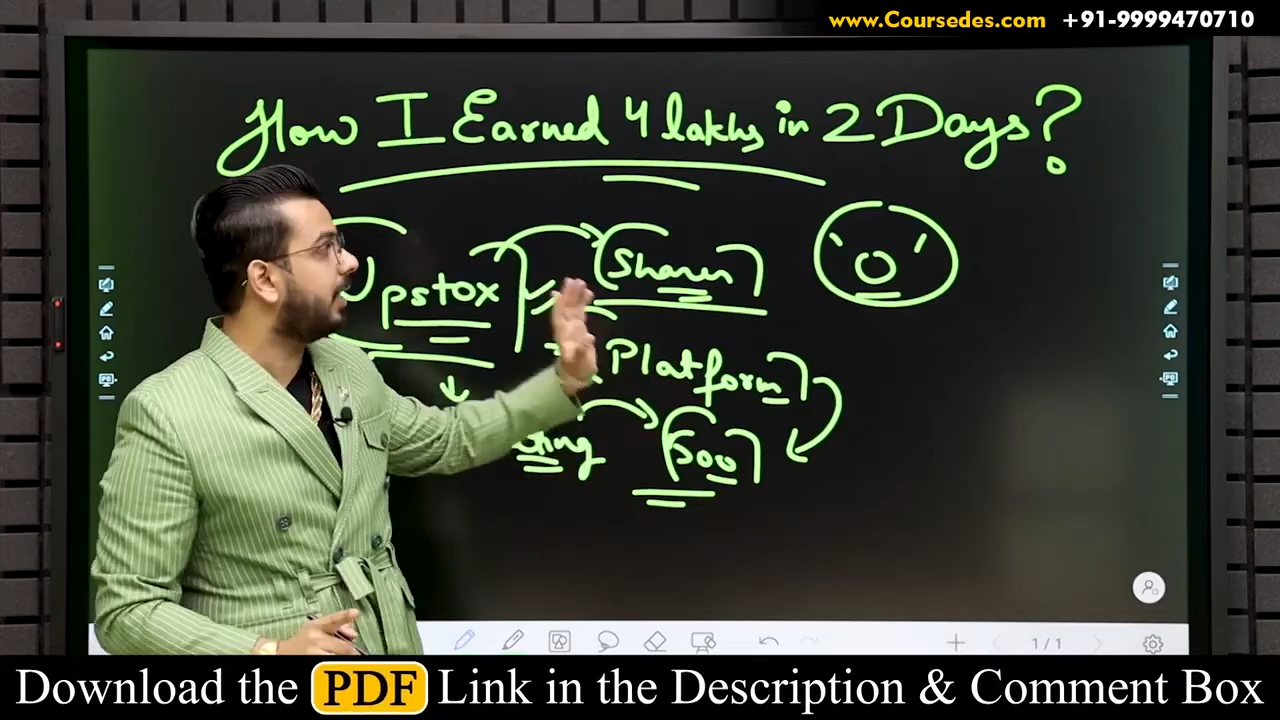 www.Coursedes.com +91-9999470710
How I Earned 4 lakhs in 2 Days?
Upstox
Shares
Platform
500
1/1
Download the PDF Link in the Description & Comment Box